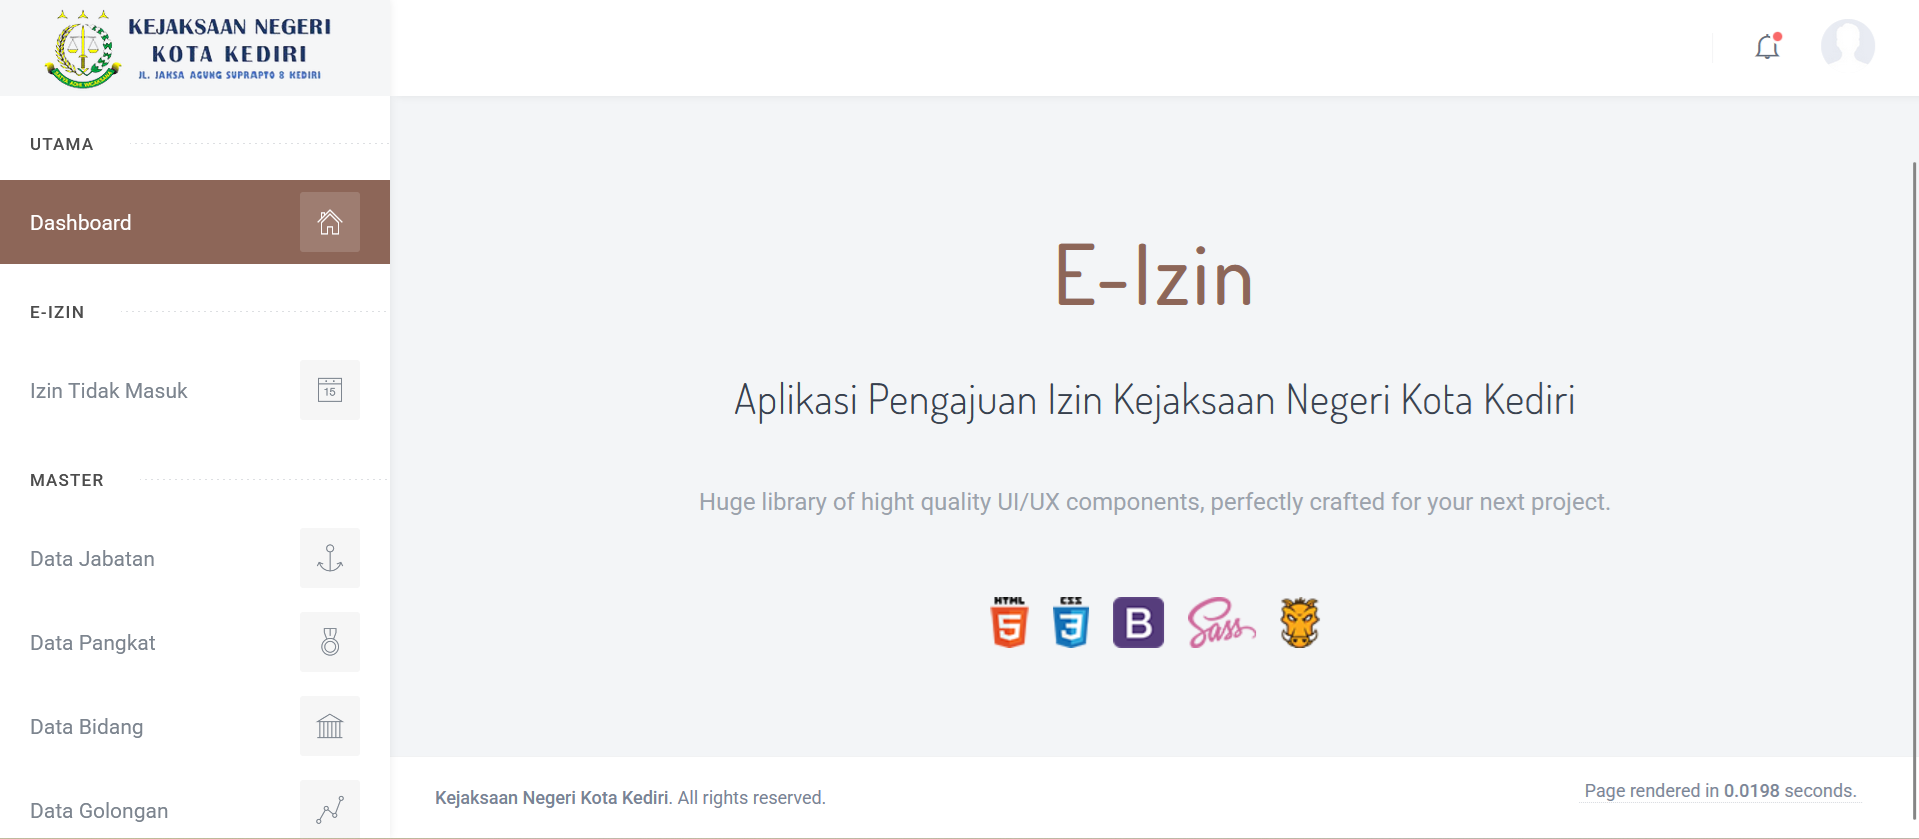 KEJAKSAAN NEGERI
KOTA KEDIRI
JL. JAKSA AGUNG SUPRAPTO 8 KEDIRI
UTAMA
Dashboard
E-IZIN
Izin Tidak Masuk
15
MASTER
Data Jabatan
Data Pangkat
Data Bidang
Data Golongan
E-Izin
Aplikasi Pengajuan Izin Kejaksaan Negeri Kota Kediri
Huge library of hight quality UI/UX components, perfectly crafted for your next project.
HTML 5 CSS 3 B Sass
Kejaksaan Negeri Kota Kediri. All rights reserved.
Page rendered in 0.0198 seconds.